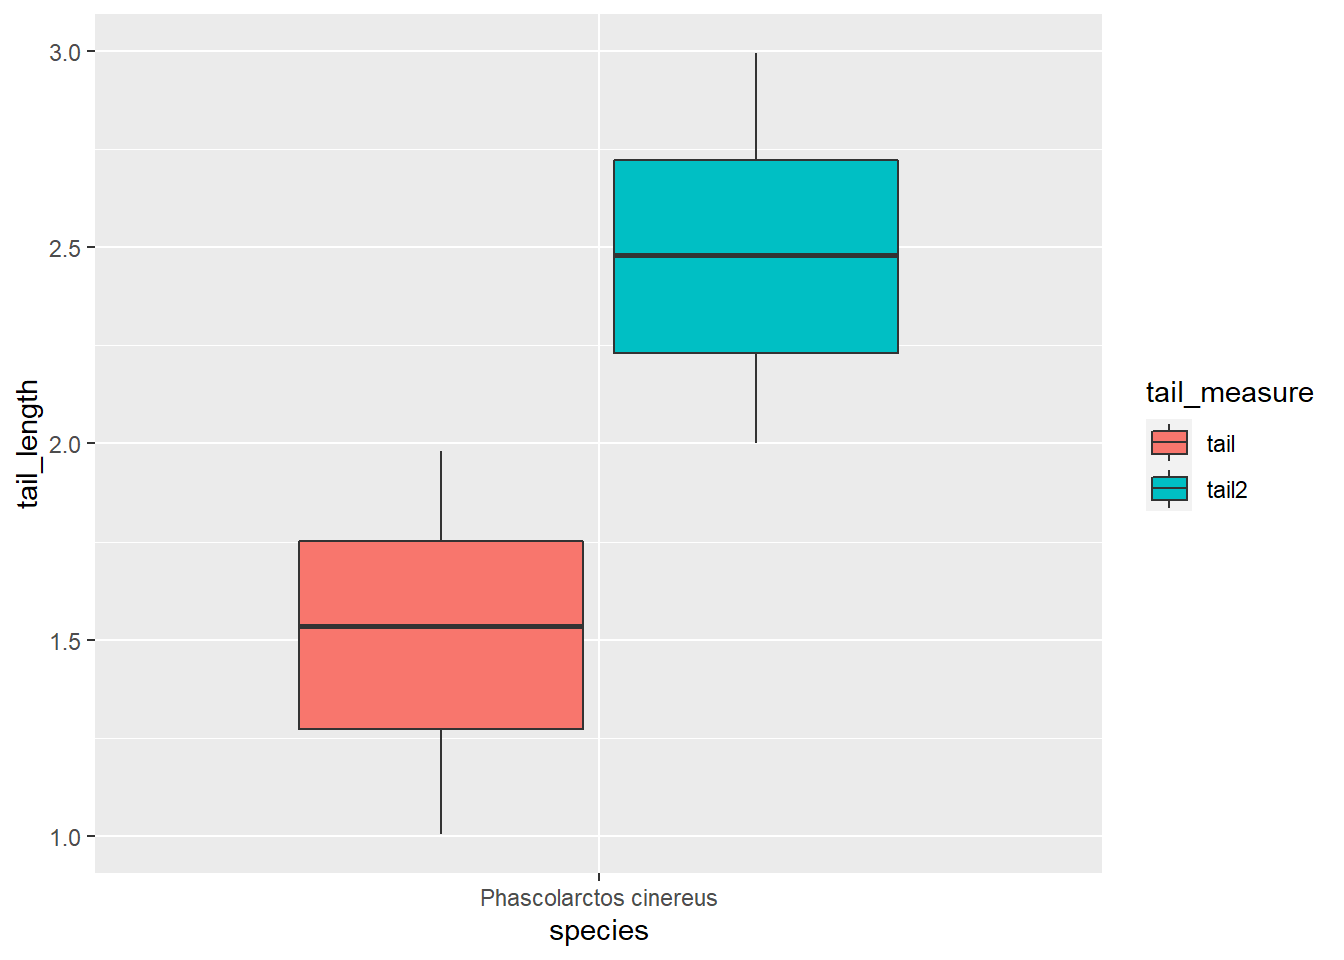 3.0
2.5
2.0
1.5
1.0
tail_length
Phascolarctos cinereus
species
tail_measure
tail
tail2